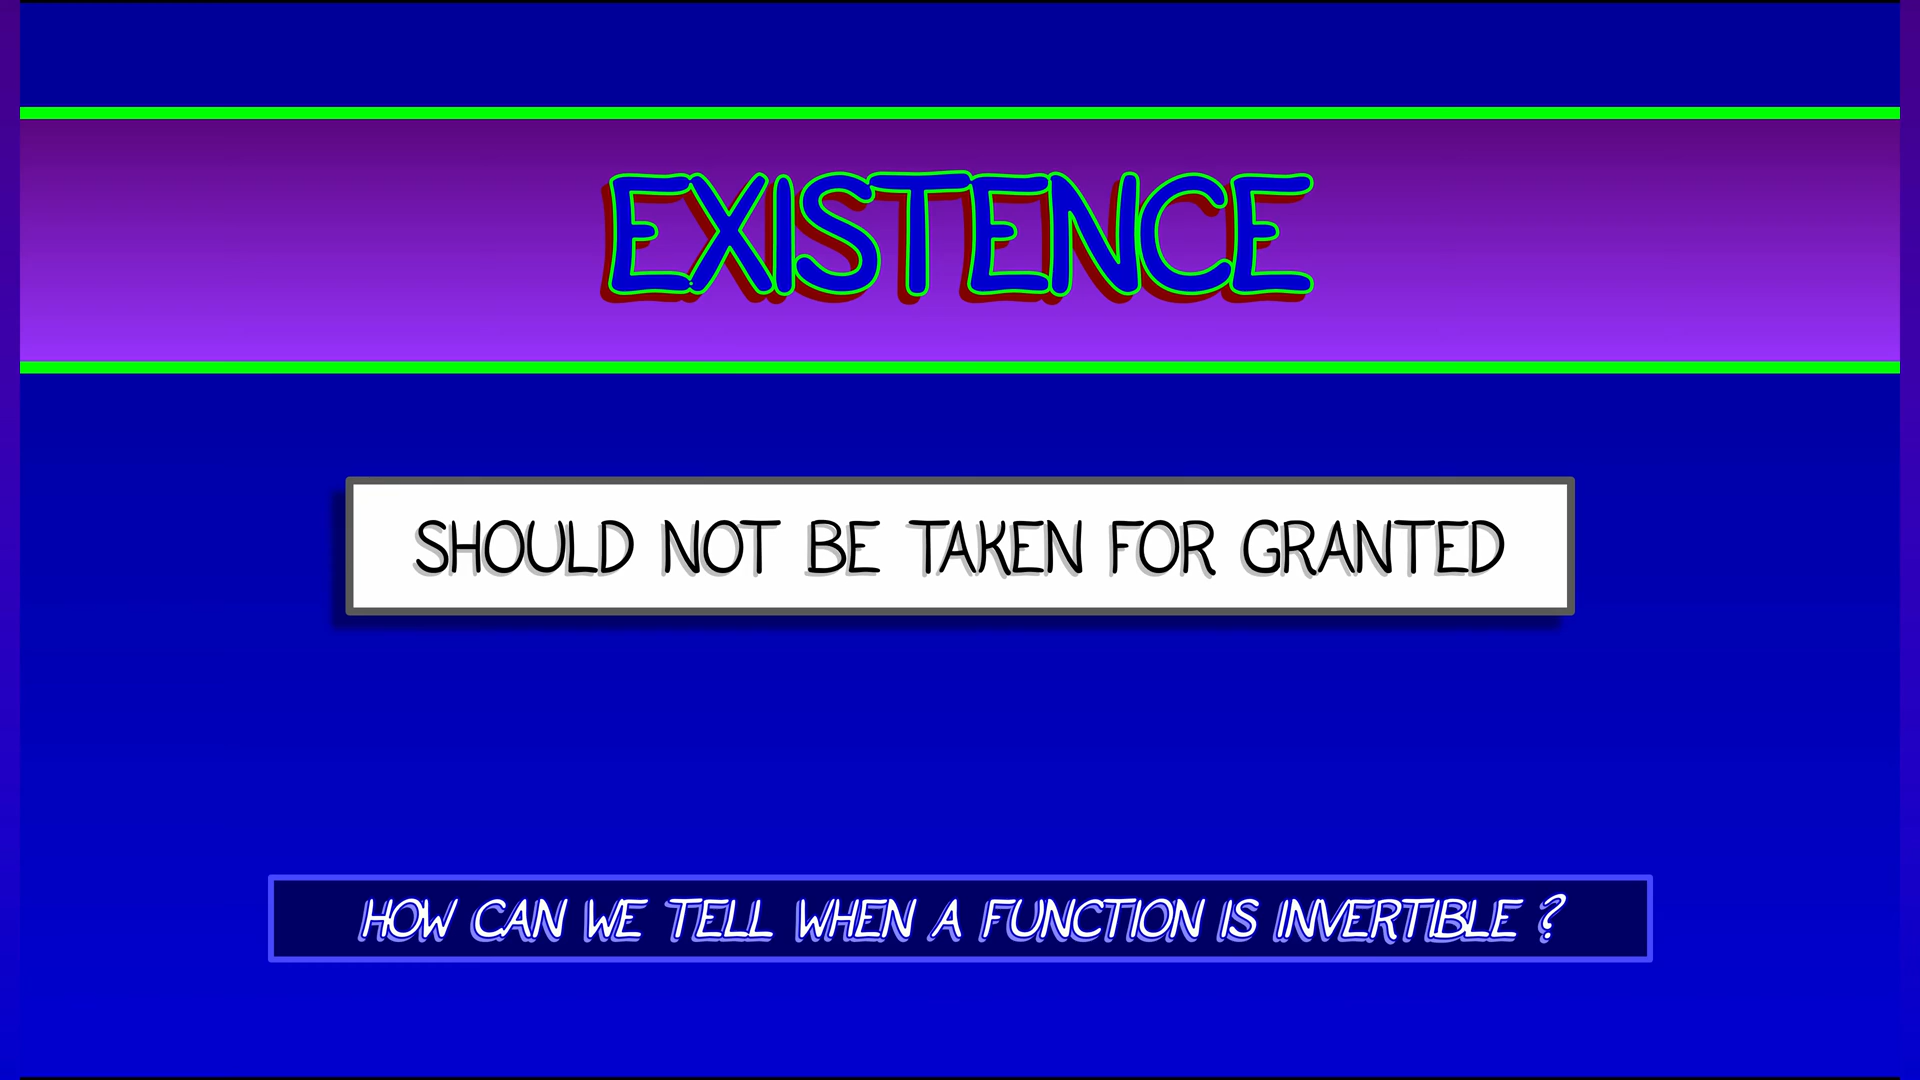 EXISTENCE
SHOULD NOT BE TAKEN FOR GRANTED
HOW CAN WE TELL WHEN A FUNCTION IS INVERTIBLE ?